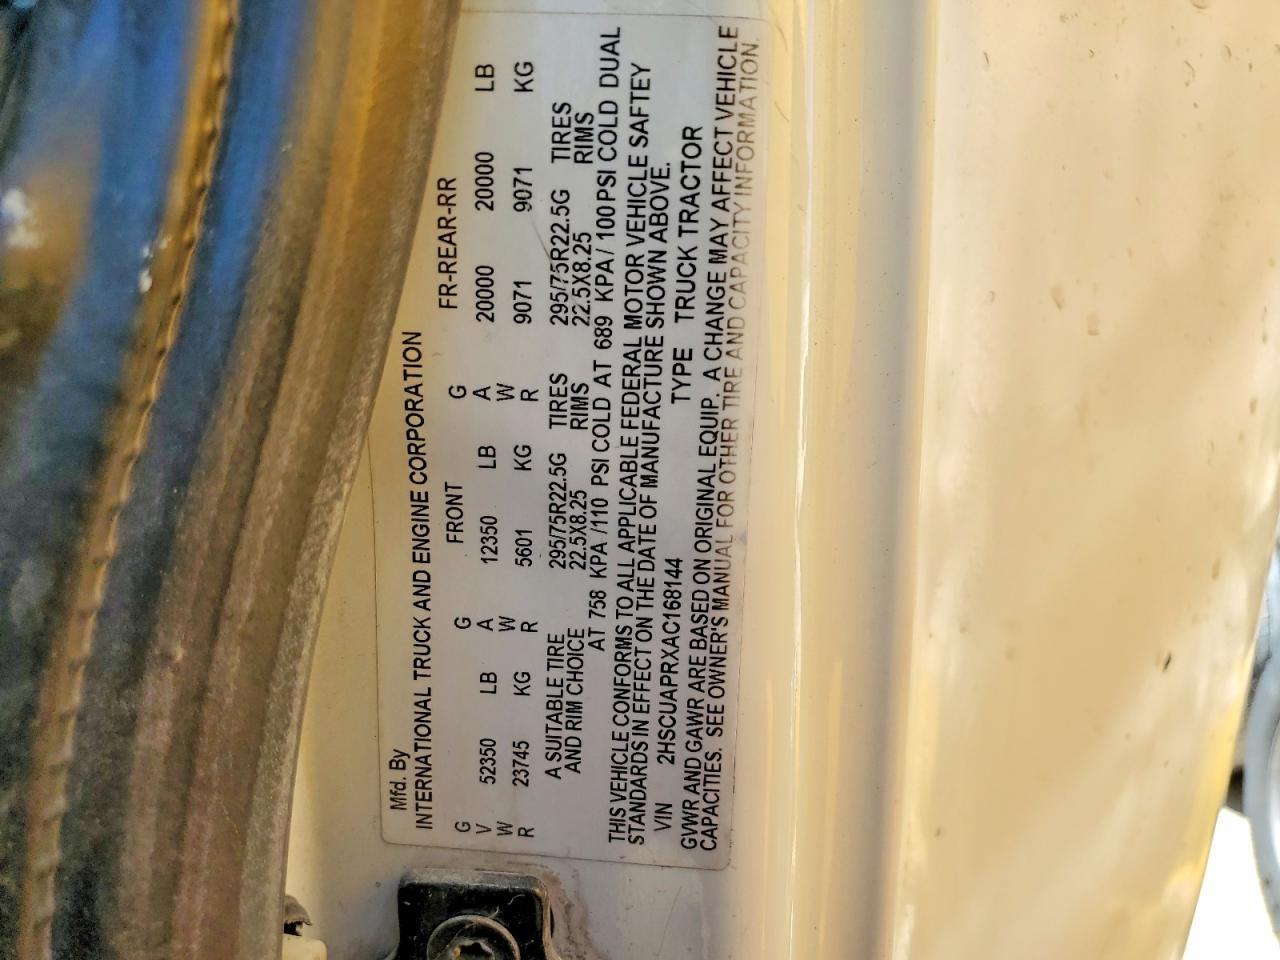 Mfd. By
INTERNATIONAL TRUCK AND ENGINE CORPORATION
G FRONT G FR-REAR-RR
V 52350 LB A 12350 LB A 20000 20000 LB
W 23745 KG W 5601 KG W 9071 9071 KG
R R R
A SUITABLE TIRE 295/75R22.5G TIRES 295/75R22.5G TIRES
AND RIM CHOICE 22.5X8.25 RIMS 22.5X8.25 RIMS
AT 758 KPA /110 PSI COLD AT 689 KPA / 100 PSI COLD DUAL
THIS VEHICLE CONFORMS TO ALL APPLICABLE FEDERAL MOTOR VEHICLE SAFTEY
STANDARDS IN EFFECT ON THE DATE OF MANUFACTURE SHOWN ABOVE.
VIN 2HSCUAPRXAC168144 TYPE TRUCK TRACTOR
GVWR AND GAWR ARE BASED ON ORIGINAL EQUIP. A CHANGE MAY AFFECT VEHICLE
CAPACITIES. SEE OWNER'S MANUAL FOR OTHER TIRE AND CAPACITY INFORMATION.